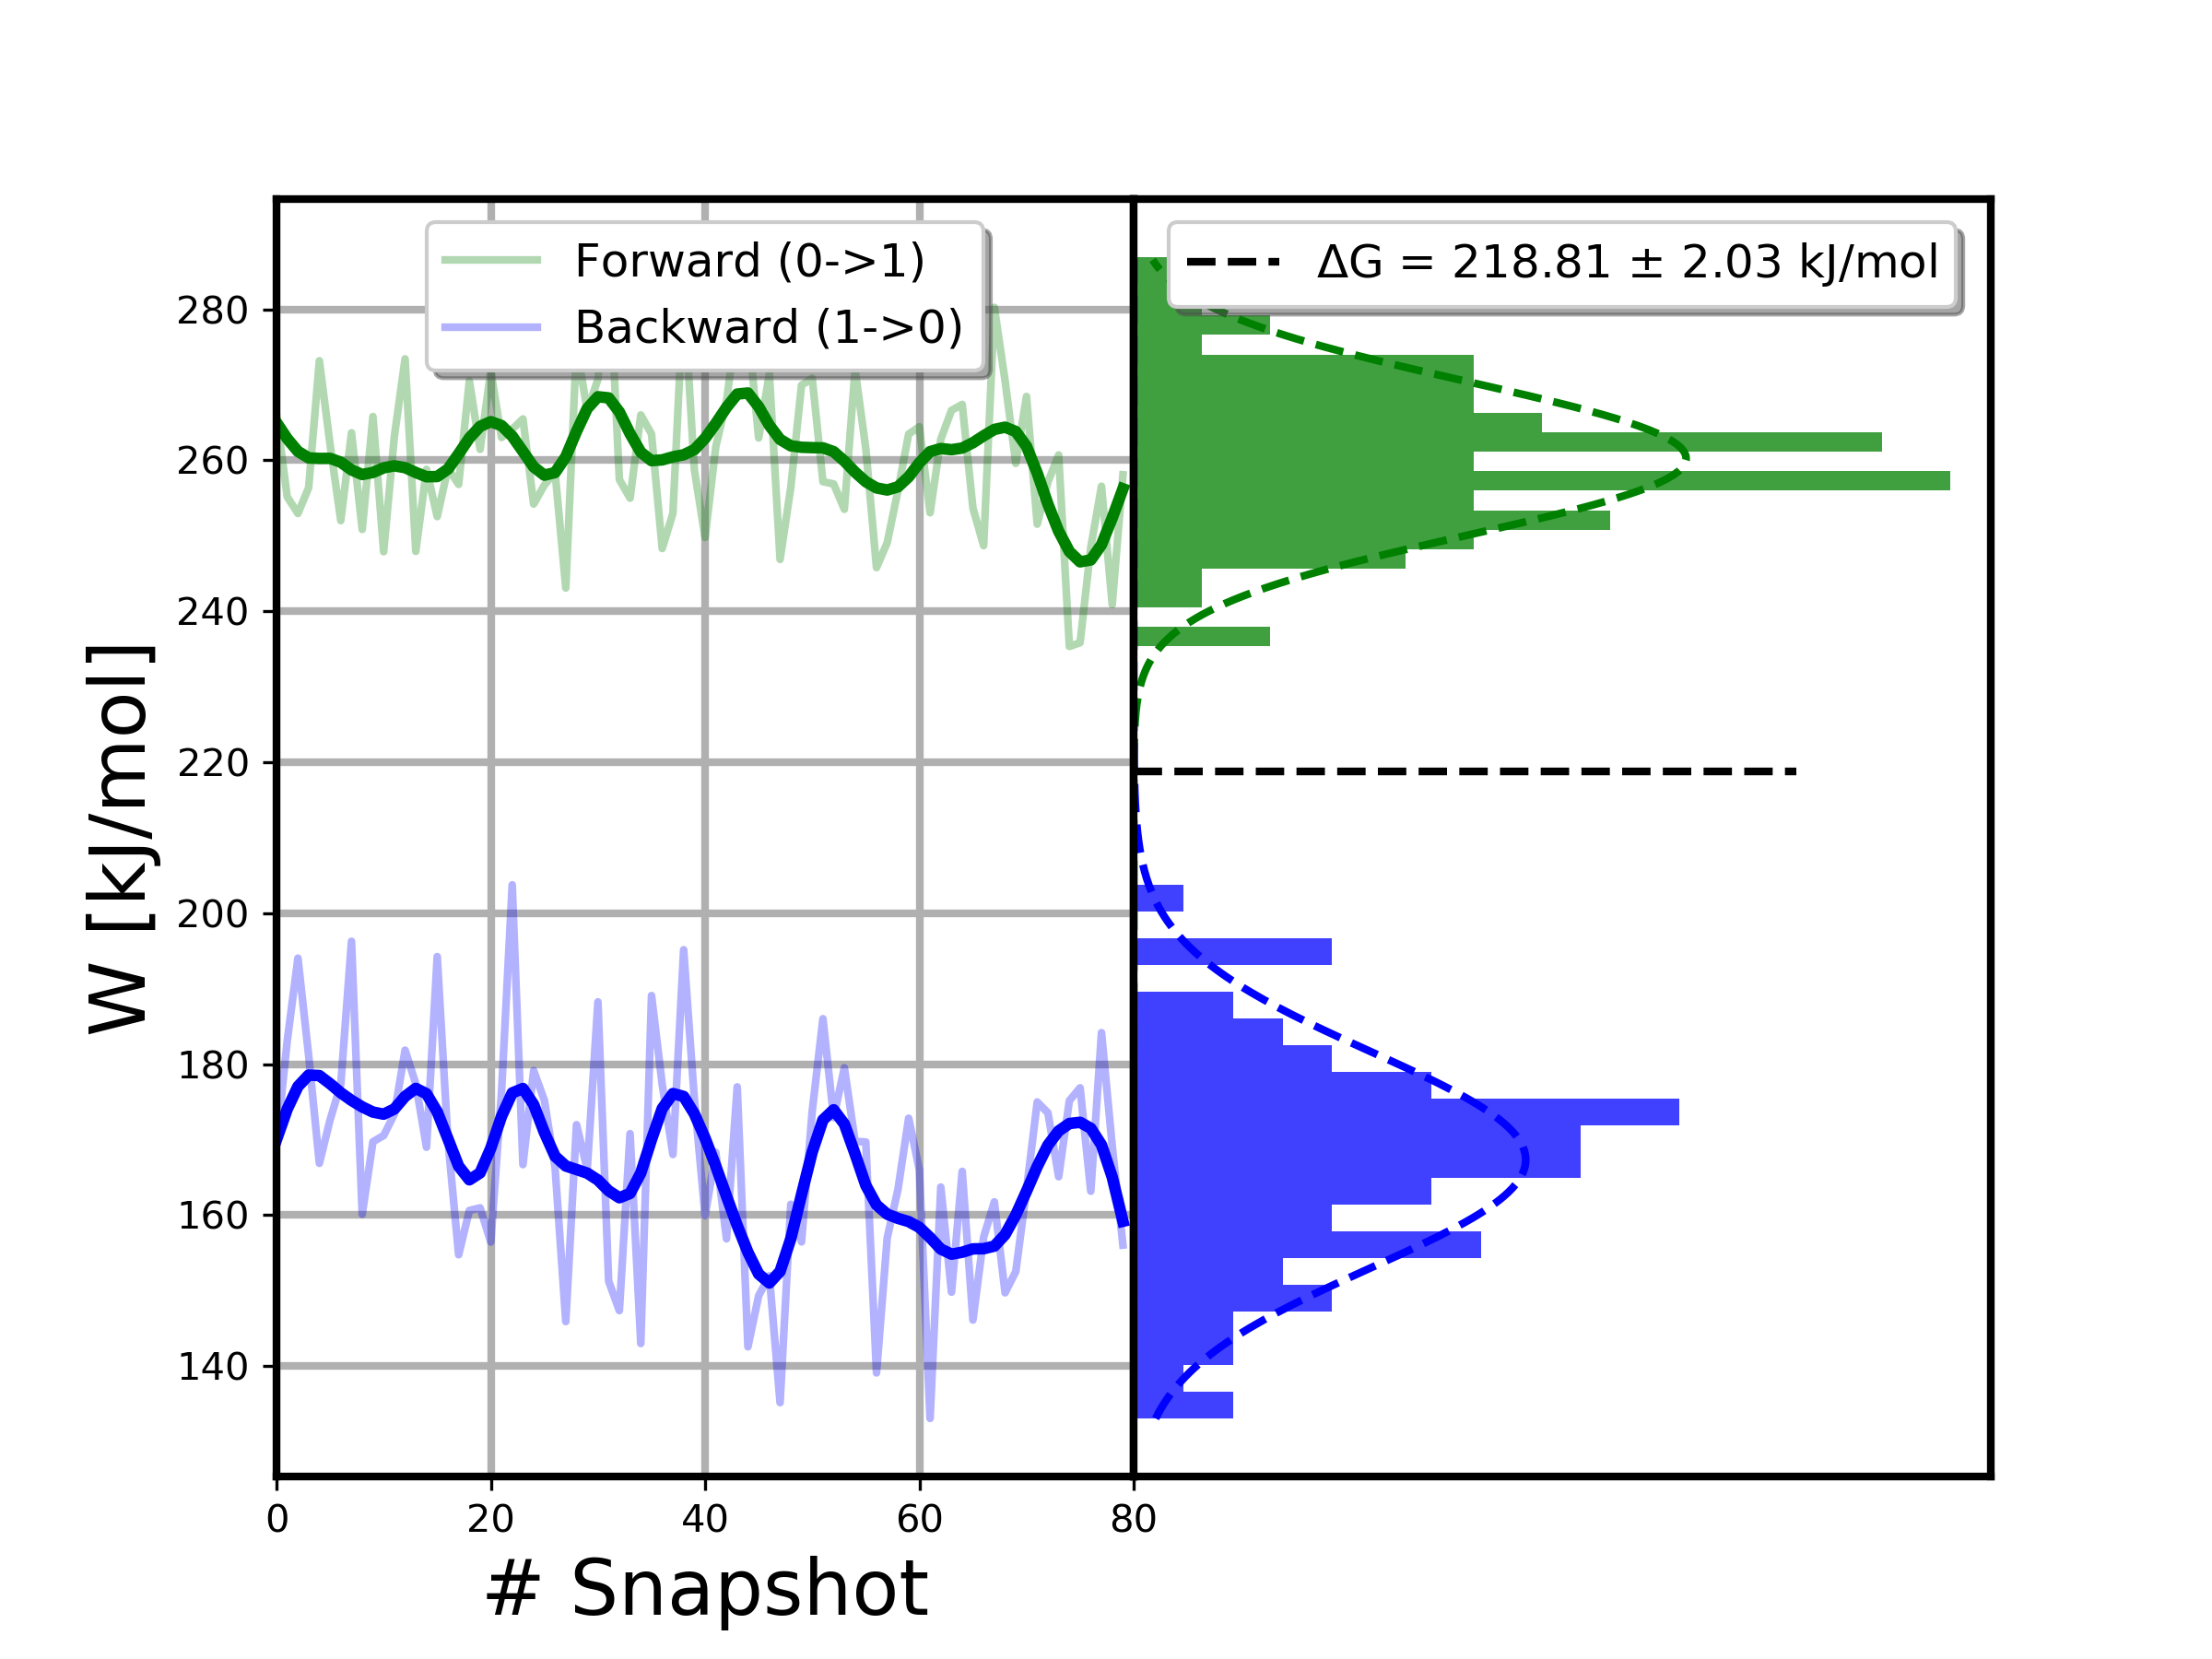 Forward (0->1)
Backward (1->0)
ΔG = 218.81 ± 2.03 kJ/mol
W [kJ/mol]
280
260
240
220
200
180
160
140
0 20 40 60 80
# Snapshot